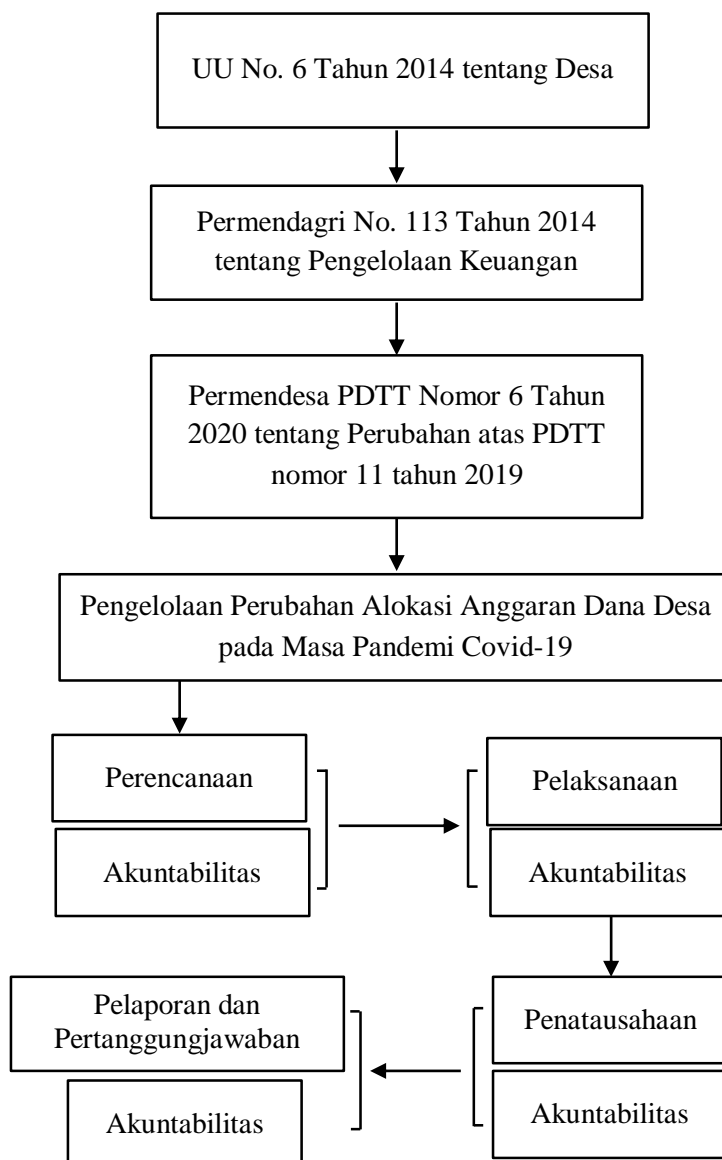 UU No. 6 Tahun 2014 tentang Desa
Permendagri No. 113 Tahun 2014
tentang Pengelolaan Keuangan
Permendesa PDTT Nomor 6 Tahun
2020 tentang Perubahan atas PDTT
nomor 11 tahun 2019
Pengelolaan Perubahan Alokasi Anggaran Dana Desa
pada Masa Pandemi Covid-19
Perencanaan
Akuntabilitas
Pelaksanaan
Akuntabilitas
Penatausahaan
Akuntabilitas
Pelaporan dan
Pertanggungjawaban
Akuntabilitas